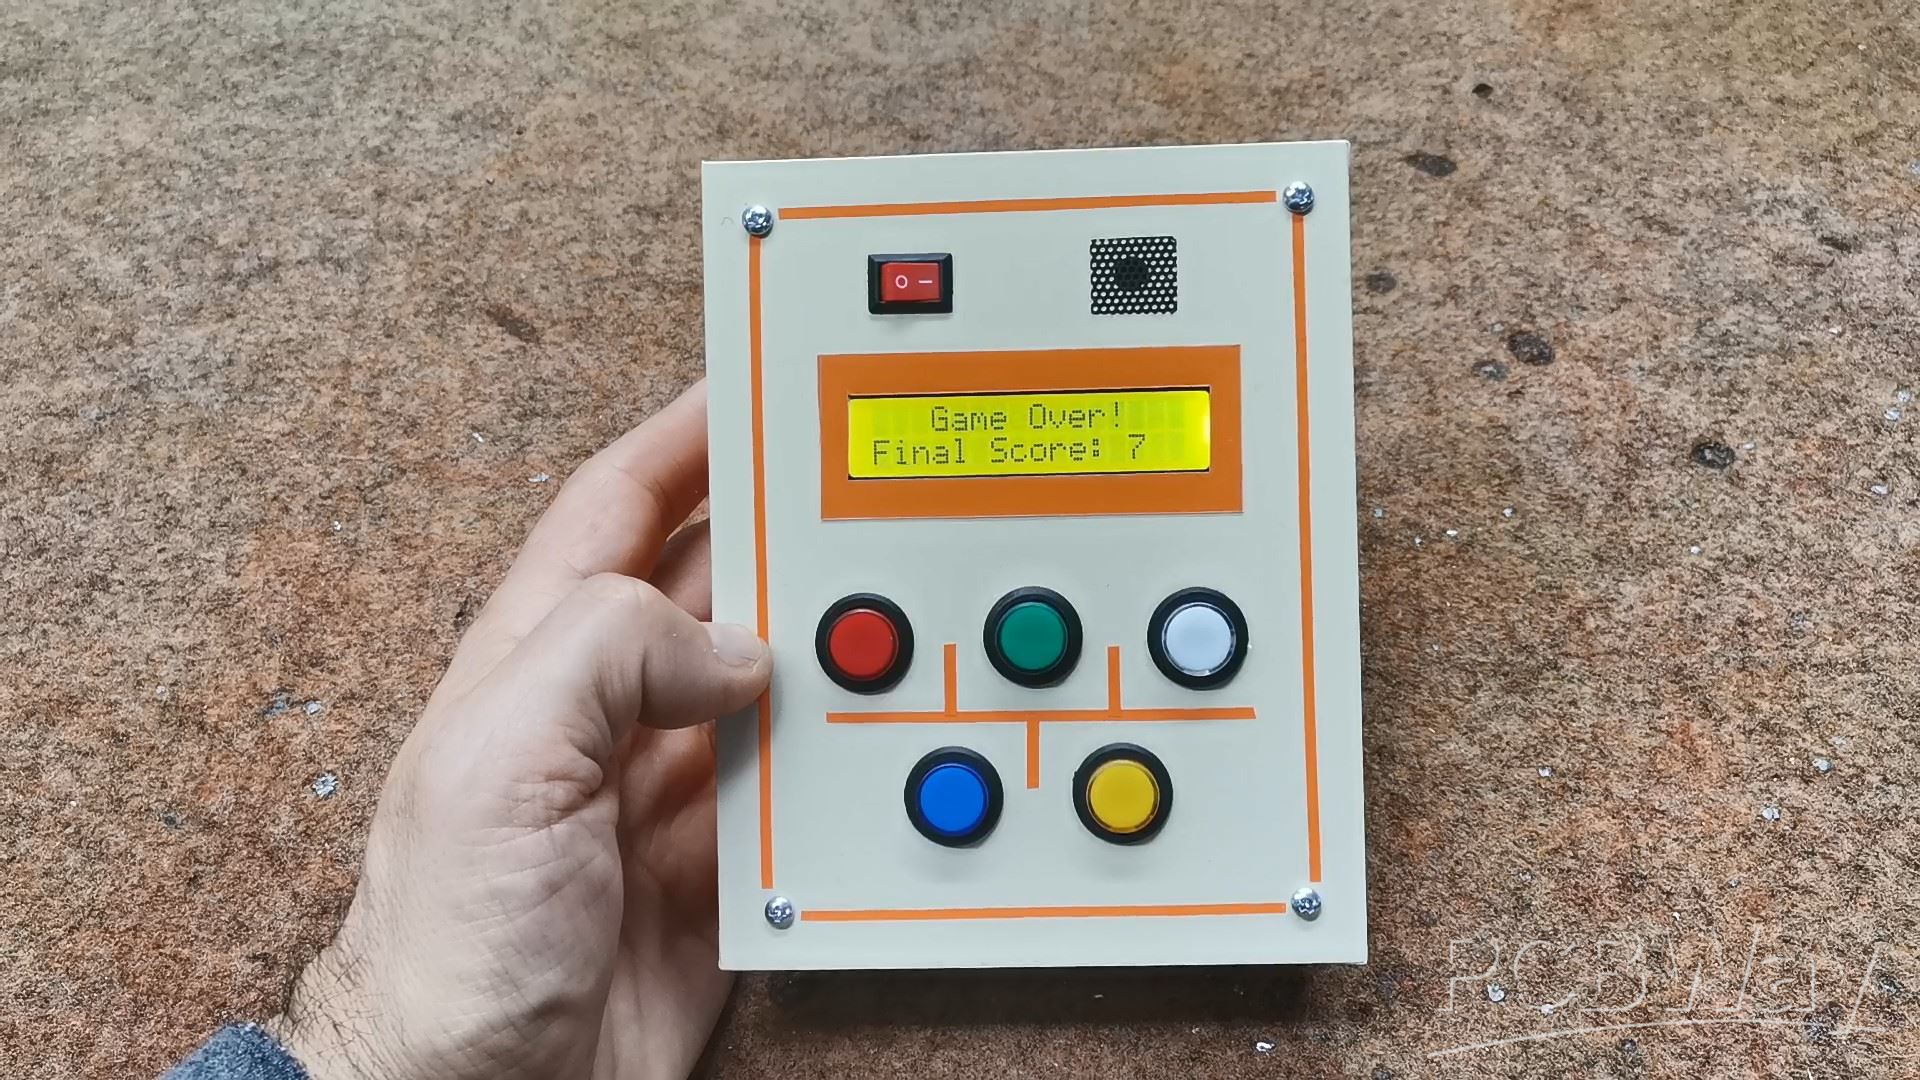 O –
Game Over!
Final Score: 7
PCBWay